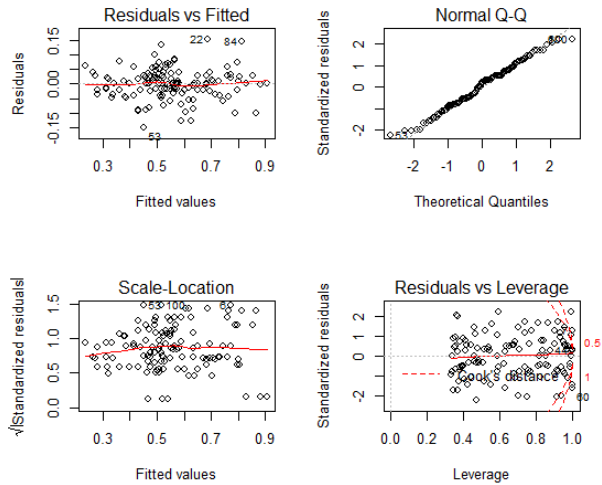 Residuals vs Fitted
Residuals
0.15
0.00
-0.15
22
84
53
0.3 0.5 0.7 0.9
Fitted values
Normal Q-Q
Standardized residuals
2
1
0
-2
53
-2 -1 0 1 2
Theoretical Quantiles
Scale-Location
√|Standardized residuals|
1.5
1.0
0.5
0.0
53 100
0.3 0.5 0.7 0.9
Fitted values
Residuals vs Leverage
Standardized residuals
2
1
0
-2
0.5
1
Cook's distance
60
0.0 0.2 0.4 0.6 0.8 1.0
Leverage